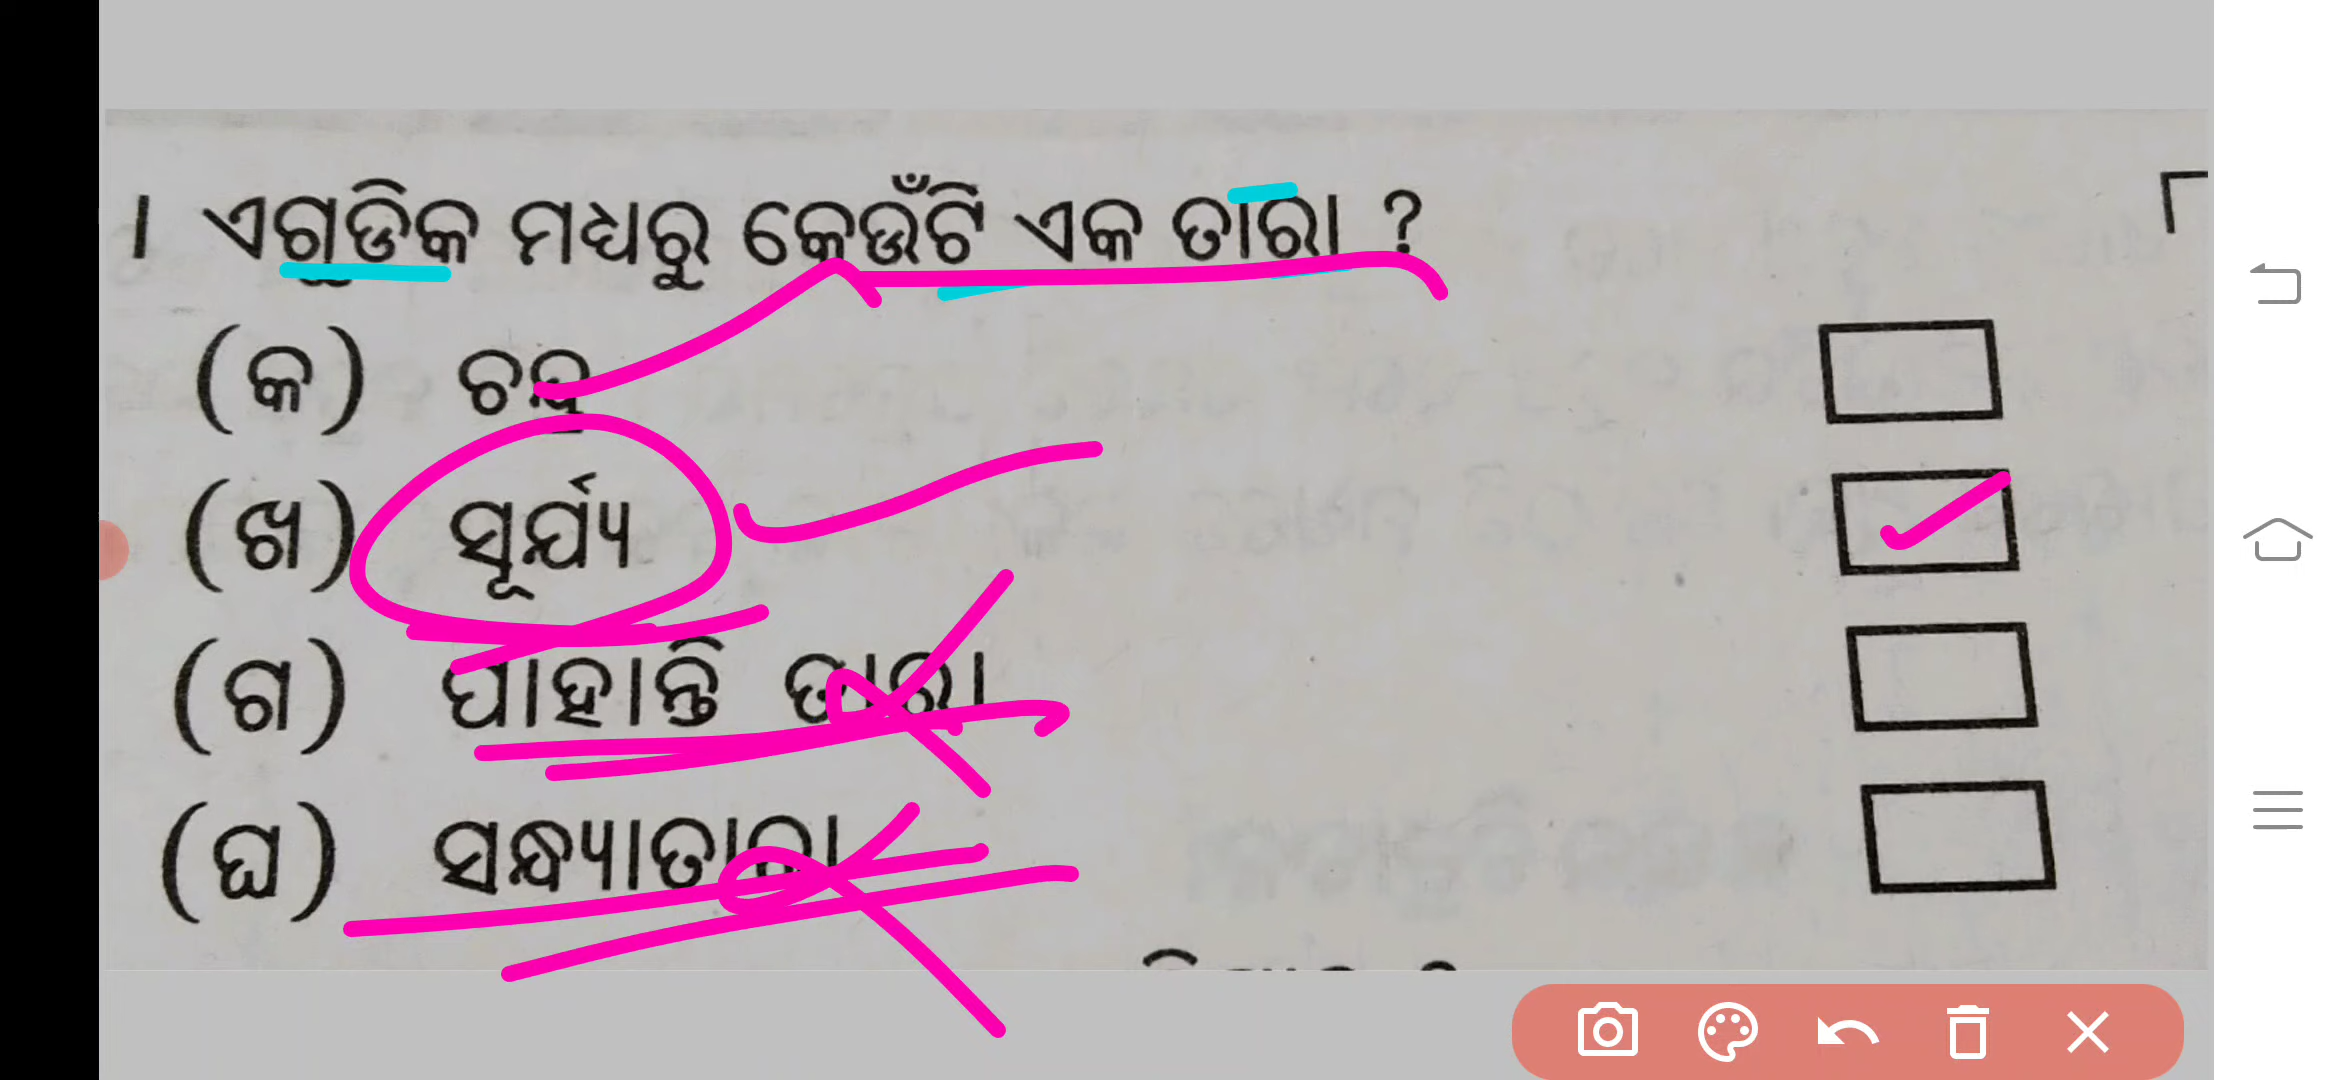 । ଏଗୁଡିକ ମଧ୍ୟରୁ କେଉଁଟି ଏକ ତାରା ?
(କ) ଚନ୍ଦ୍ର
(ଖ) ସୂର୍ଯ୍ୟ
(ଗ) ପାହାନ୍ତି ତାରା
(ଘ) ସନ୍ଧ୍ୟାତାରା